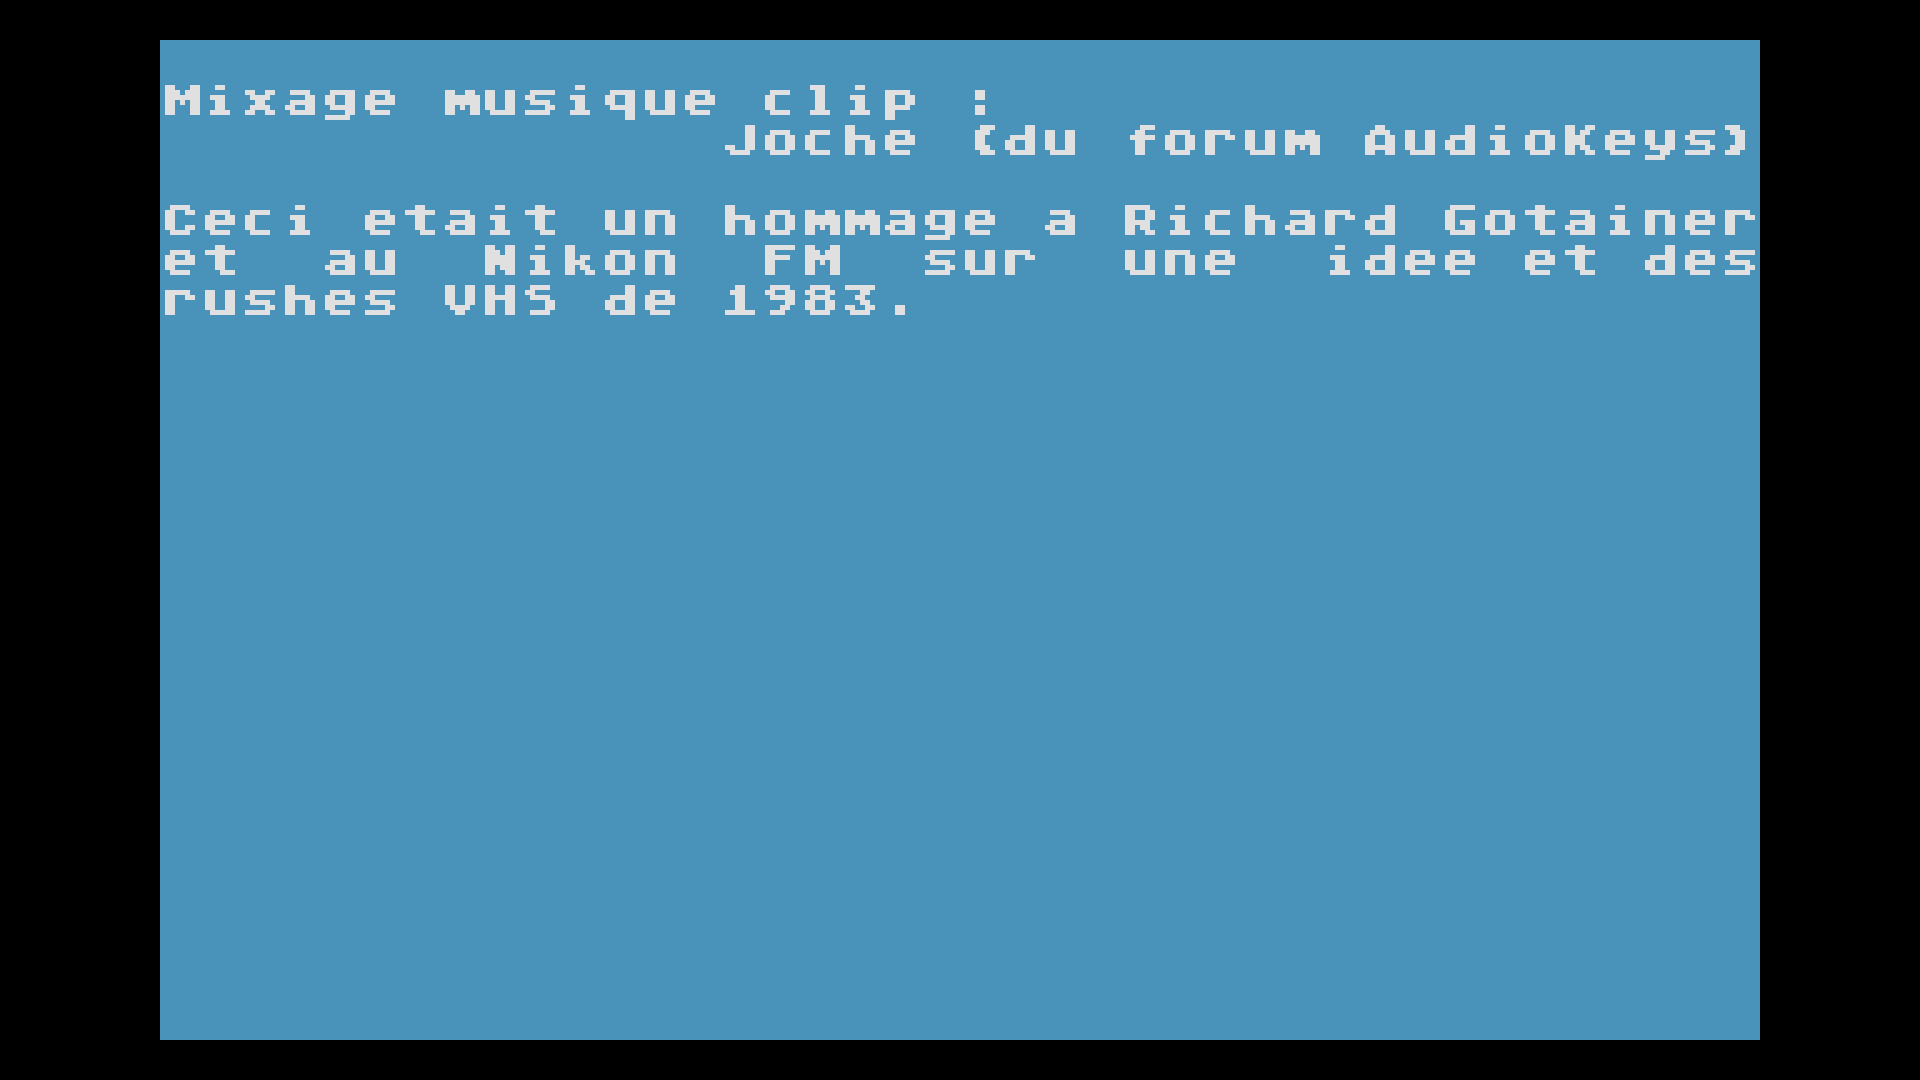 Mixage musique clip :
Joche (du forum AudioKeys)
Ceci etait un hommage a Richard Gotainer
et au Nikon FM sur une idee et des
rushes VHS de 1983.